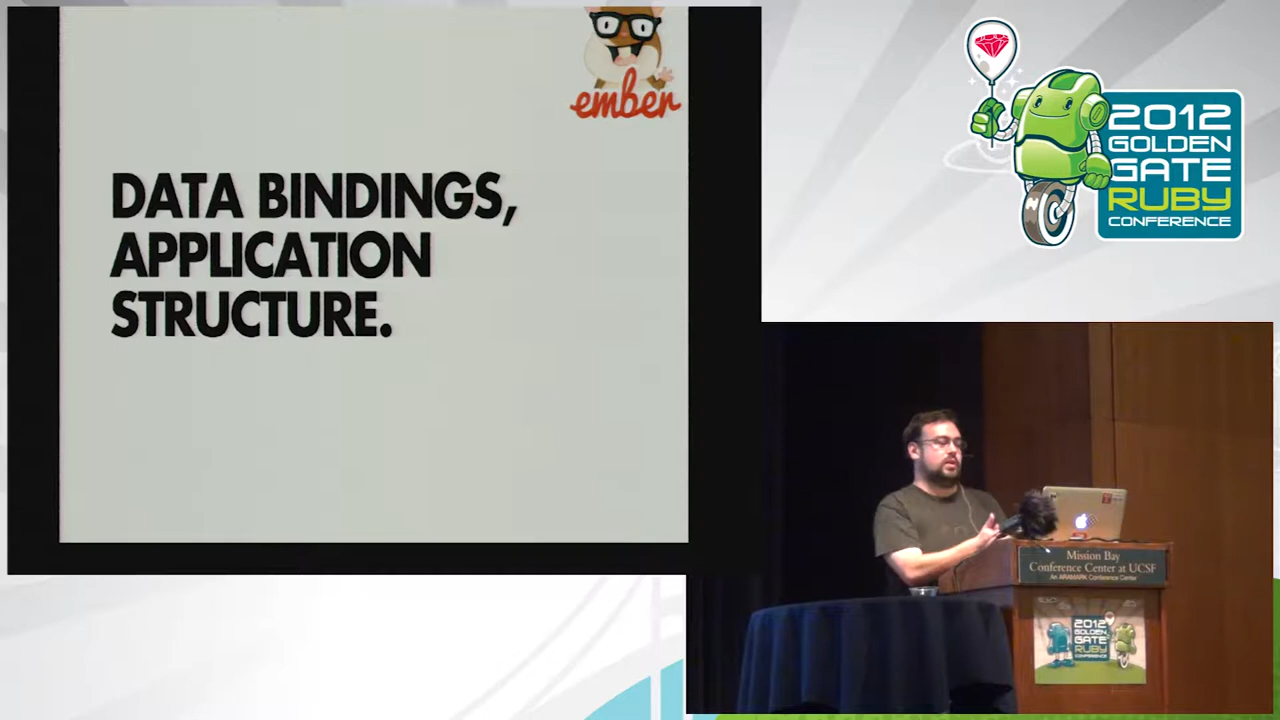 ember
DATA BINDINGS,
APPLICATION
STRUCTURE.
2012
GOLDEN
GATE
RUBY
CONFERENCE
Mission Bay
Conference Center at UCSF
An ARAMARK Conference Center
2012
GOLDEN
GATE
RUBY
CONFERENCE